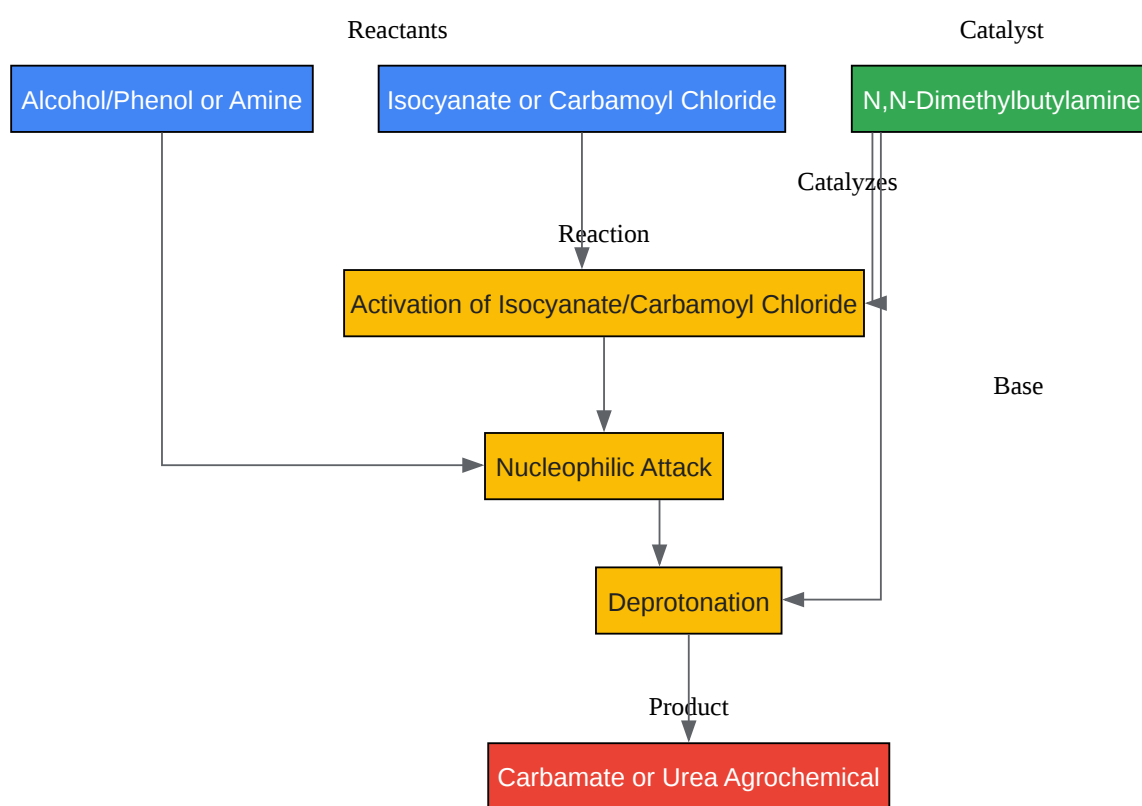 Reactants
Catalyst
Alcohol/Phenol or Amine
Isocyanate or Carbamoyl Chloride
N,N-Dimethylbutylamine
Catalyzes
Reaction
Activation of Isocyanate/Carbamoyl Chloride
Base
Nucleophilic Attack
Deprotonation
Product
Carbamate or Urea Agrochemical